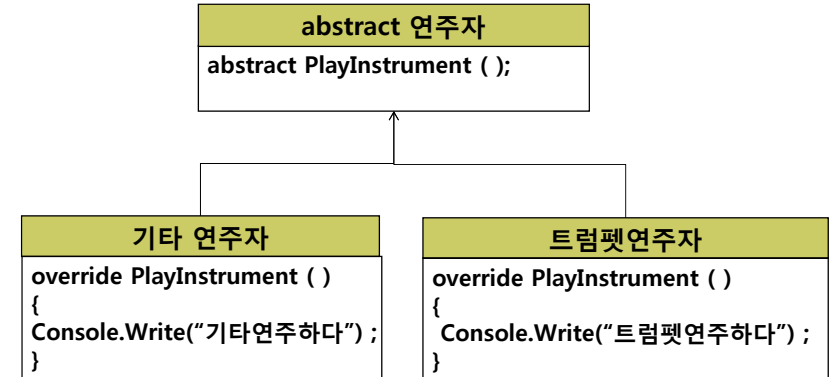 abstract 연주자
abstract PlayInstrument ( );
기타 연주자
override PlayInstrument ( )
{
Console.Write(“기타연주하다”) ;
}
트럼펫연주자
override PlayInstrument ( )
{
Console.Write(“트럼펫연주하다”) ;
}